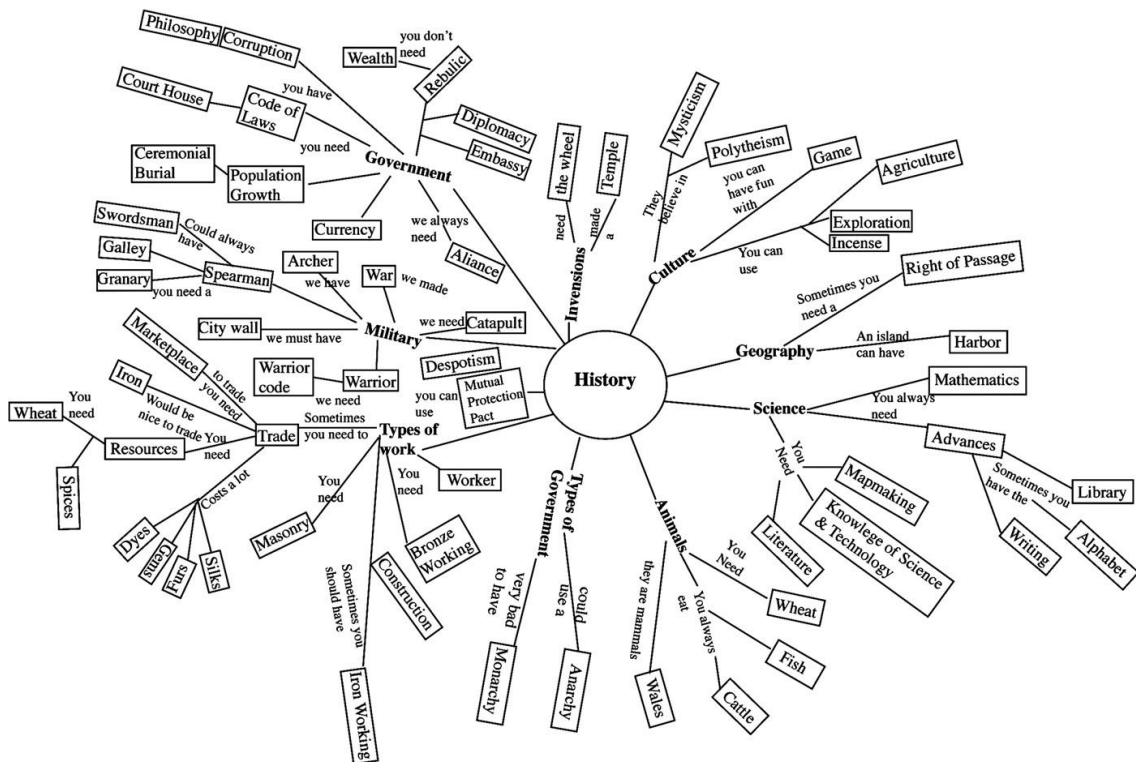 Philosophy
Corruption
you have
Wealth
you don't
need
Rebulic
Court House
Code of
Laws
you need
Diplomacy
Embassy
Government
Ceremonial
Burial
Population
Growth
Currency
we always
need
Aliance
the wheel
need
Temple
made
a
Invensions
Mysticism
They
believe in
Polytheism
you can
have fun
with
Game
Agriculture
Exploration
Incense
You can
use
Culture
Swordsman
Could always
have
Galley
Granary
you need a
Spearman
Archer
we have
War
we made
City wall
we must have
Military
we need
Catapult
Warrior
code
we need
Warrior
Despotism
you can
use
Mutual
Protection
Pact
History
Right of Passage
Sometimes you
need a
Geography
An island
can have
Harbor
Mathematics
Science
You always
need
Advances
Library
Sometimes you
have the
Alphabet
Writing
You
Need
Mapmaking
Knowlege of Science
& Technology
Literature
Marketplace
to trade
you need
Iron
Would be
nice to trade
Wheat
You
need
Resources
You
need
Trade
Sometimes
you need to
Types of
work
Spices
Costs a lot
Dyes
Gems
Furs
Silks
You
need
Masonry
You
need
Worker
Bronze
Working
Construction
Sometimes you
should have
Iron Working
Types of
Government
very bad
to have
Monarchy
could
use a
Anarchy
Animals
they are mammals
Wales
You
Need
Wheat
You always
eat
Fish
Cattle